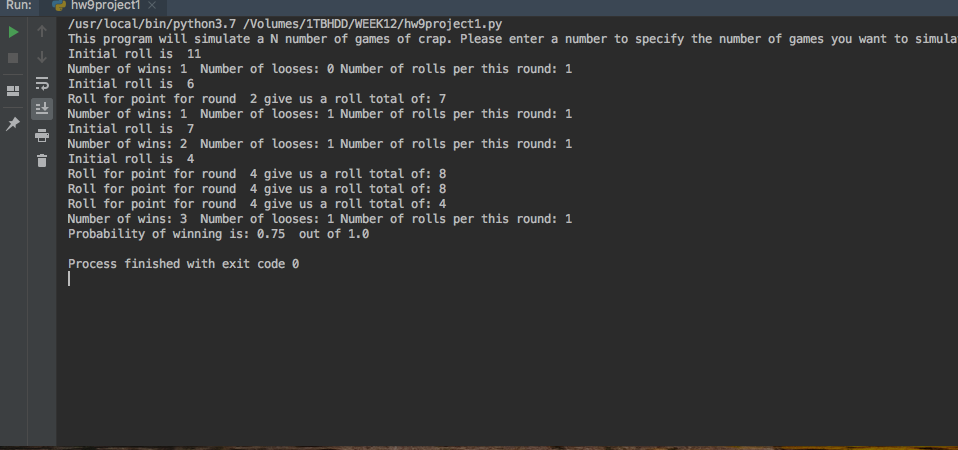 Run: hw9project1
/usr/local/bin/python3.7 /Volumes/1TBHDD/WEEK12/hw9project1.py
This program will simulate a N number of games of crap. Please enter a number to specify the number of games you want to simula
Initial roll is  11
Number of wins: 1  Number of looses: 0 Number of rolls per this round: 1
Initial roll is  6
Roll for point for round  2 give us a roll total of: 7
Number of wins: 1  Number of looses: 1 Number of rolls per this round: 1
Initial roll is  7
Number of wins: 2  Number of looses: 1 Number of rolls per this round: 1
Initial roll is  4
Roll for point for round  4 give us a roll total of: 8
Roll for point for round  4 give us a roll total of: 8
Roll for point for round  4 give us a roll total of: 4
Number of wins: 3  Number of looses: 1 Number of rolls per this round: 1
Probability of winning is: 0.75  out of 1.0
Process finished with exit code 0